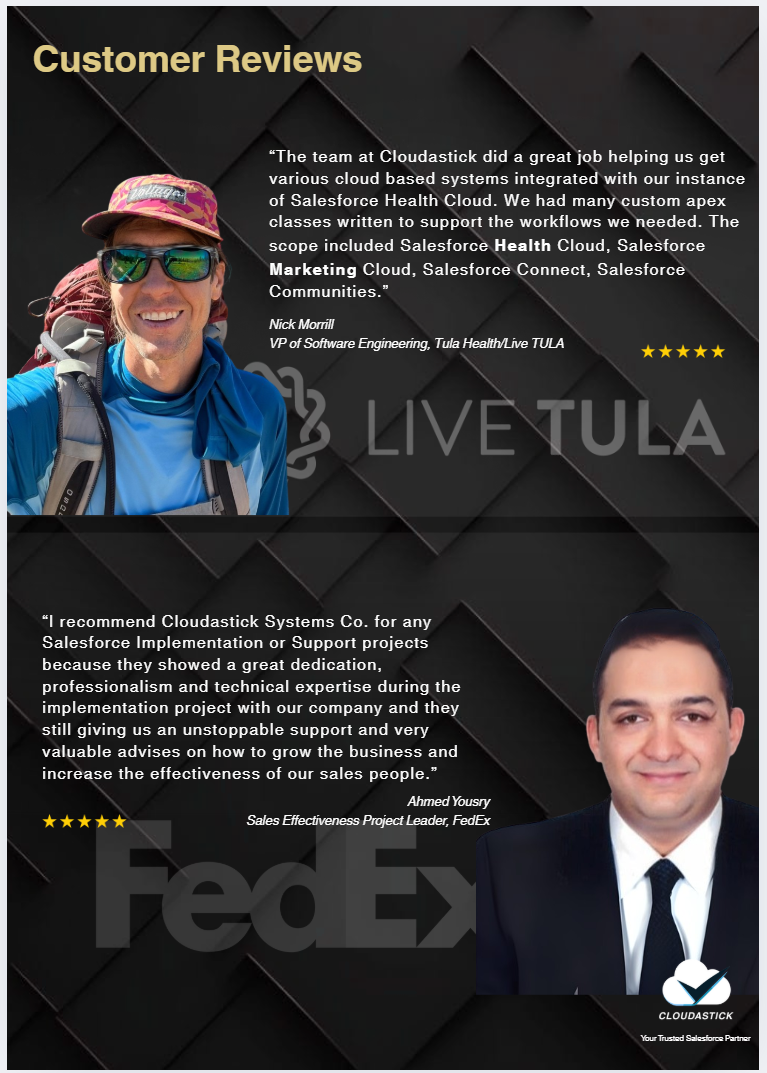 Customer Reviews
“The team at Cloudastick did a great job helping us get
various cloud based systems integrated with our instance
of Salesforce Health Cloud. We had many custom apex
classes written to support the workflows we needed. The
scope included Salesforce Health Cloud, Salesforce
Marketing Cloud, Salesforce Connect, Salesforce
Communities.”
Nick Morrill
VP of Software Engineering, Tula Health/Live TULA
Voltage
LIVE TULA
“I recommend Cloudastick Systems Co. for any
Salesforce Implementation or Support projects
because they showed a great dedication,
professionalism and technical expertise during the
implementation project with our company and they
still giving us an unstoppable support and very
valuable advises on how to grow the business and
increase the effectiveness of our sales people.”
Ahmed Yousry
Sales Effectiveness Project Leader, FedEx
FedEx
CLOUDASTICK
Your Trusted Salesforce Partner